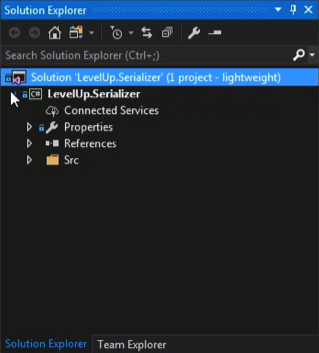 Solution Explorer
Search Solution Explorer (Ctrl+;)
Solution 'LevelUp.Serializer' (1 project - lightweight)
C# LevelUp.Serializer
Connected Services
Properties
References
Src
Solution Explorer Team Explorer